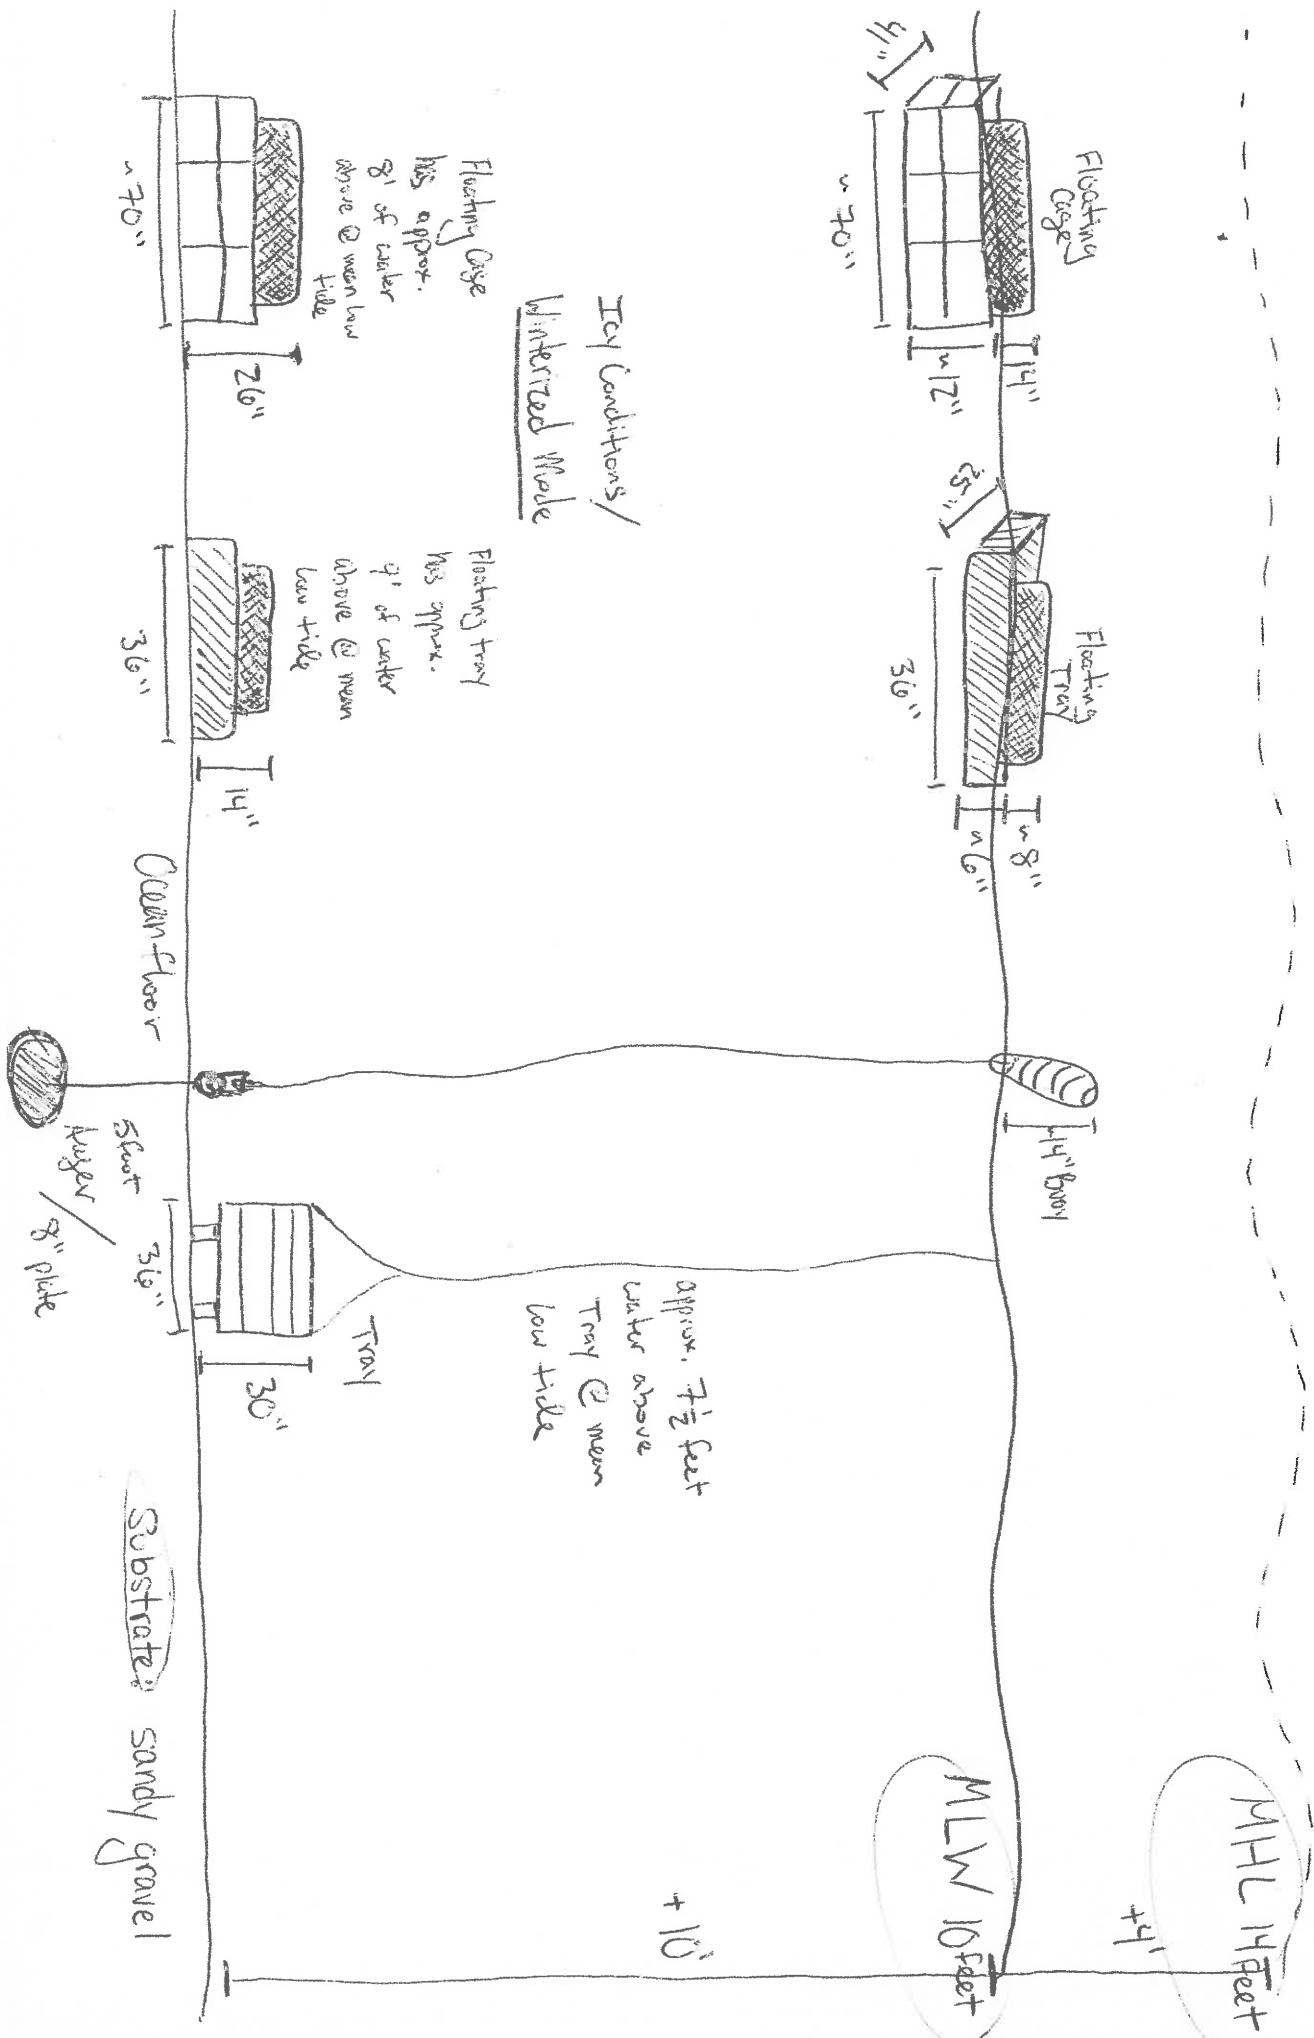 MHL 14 feet
+4'
MLW 10 feet
+10'
Floating
Cage
41"
~70"
14"
~12"
Floating
Tray
25"
36"
~8"
~6"
14" Buoy
Icy Conditions/
Winterized Mode
Floating Cage
has approx.
8' of water
above @ mean low
tide
~70"
26"
Floating tray
has approx.
9' of water
above @ mean
low tide
36"
14"
approx. 7½ feet
water above
Tray @ mean
low tide
Tray
36"
30"
Ocean floor
5 foot
Auger /
8" plate
Substrate: sandy gravel